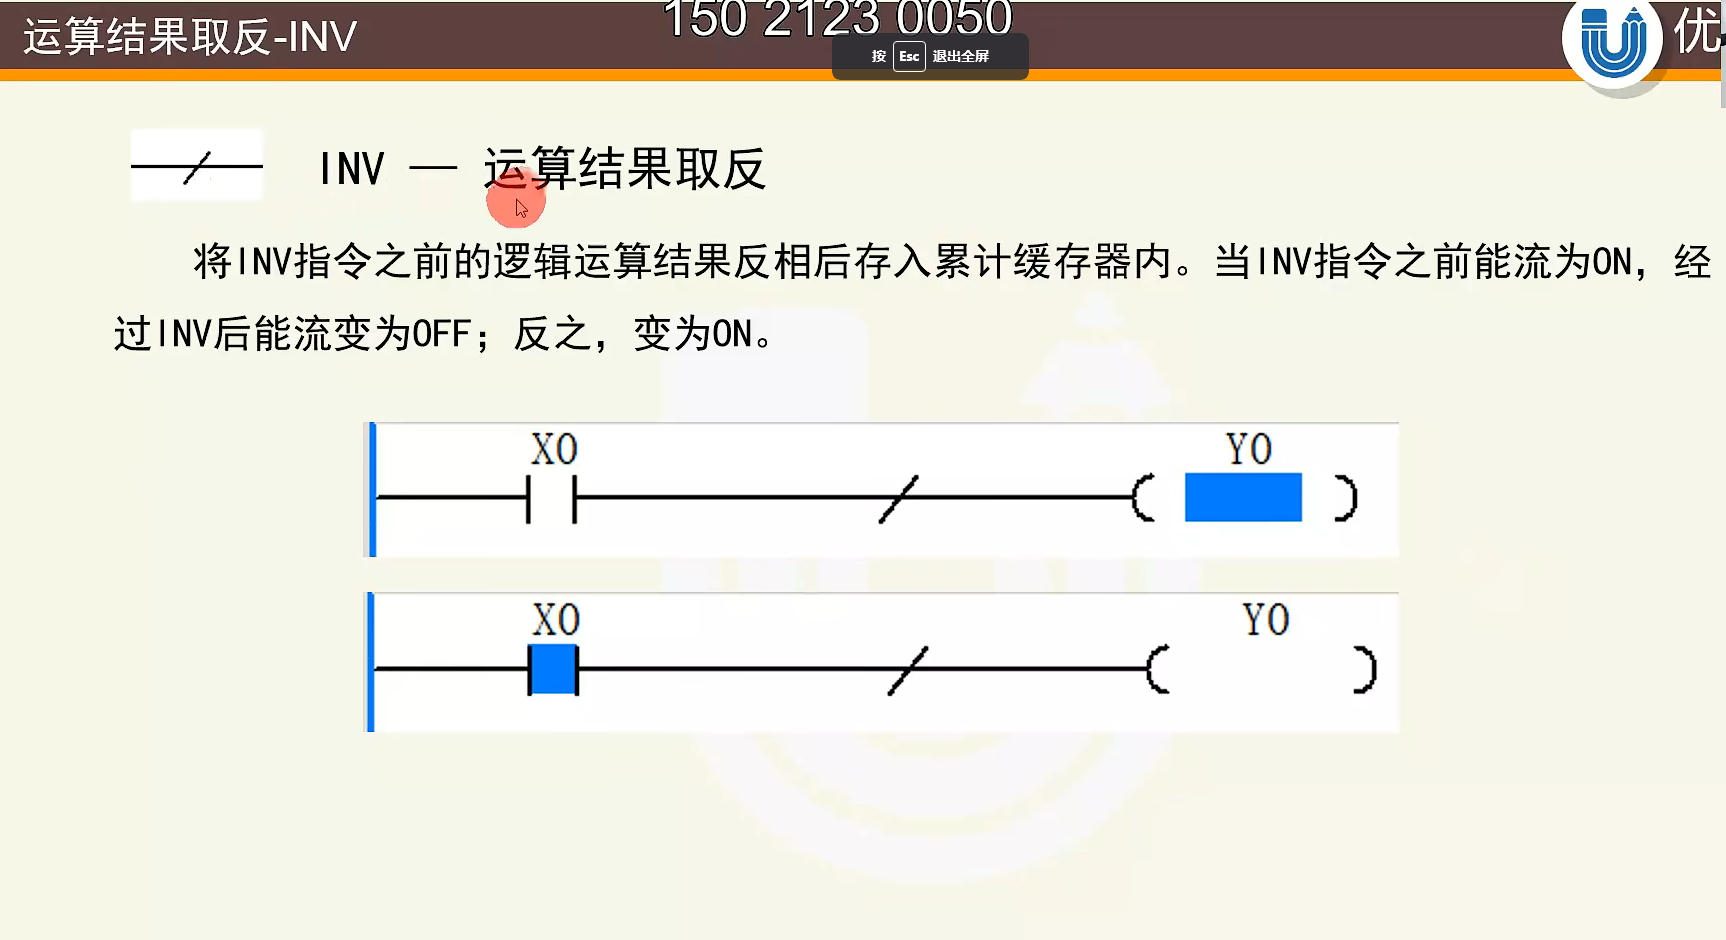 运算结果取反-INV
150 2123 0050
优
按 Esc 退出全屏
INV — 运算结果取反
将INV指令之前的逻辑运算结果反相后存入累计缓存器内。当INV指令之前能流为ON，经
过INV后能流变为OFF；反之，变为ON。
X0
Y0
X0
Y0